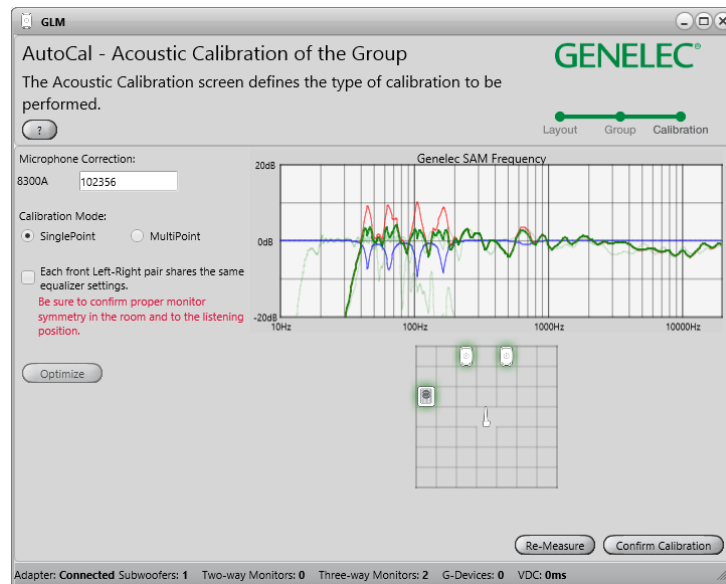 GLM
AutoCal - Acoustic Calibration of the Group
GENELEC®
The Acoustic Calibration screen defines the type of calibration to be
performed.
?
Layout Group Calibration
Microphone Correction:
8300A 102356
Calibration Mode:
SinglePoint MultiPoint
Each front Left-Right pair shares the same
equalizer settings.
Be sure to confirm proper monitor
symmetry in the room and to the listening
position.
Optimize
Genelec SAM Frequency
20dB
0dB
-20dB
10Hz 100Hz 1000Hz 10000Hz
Re-Measure Confirm Calibration
Adapter: Connected Subwoofers: 1 Two-way Monitors: 0 Three-way Monitors: 2 G-Devices: 0 VDC: 0ms